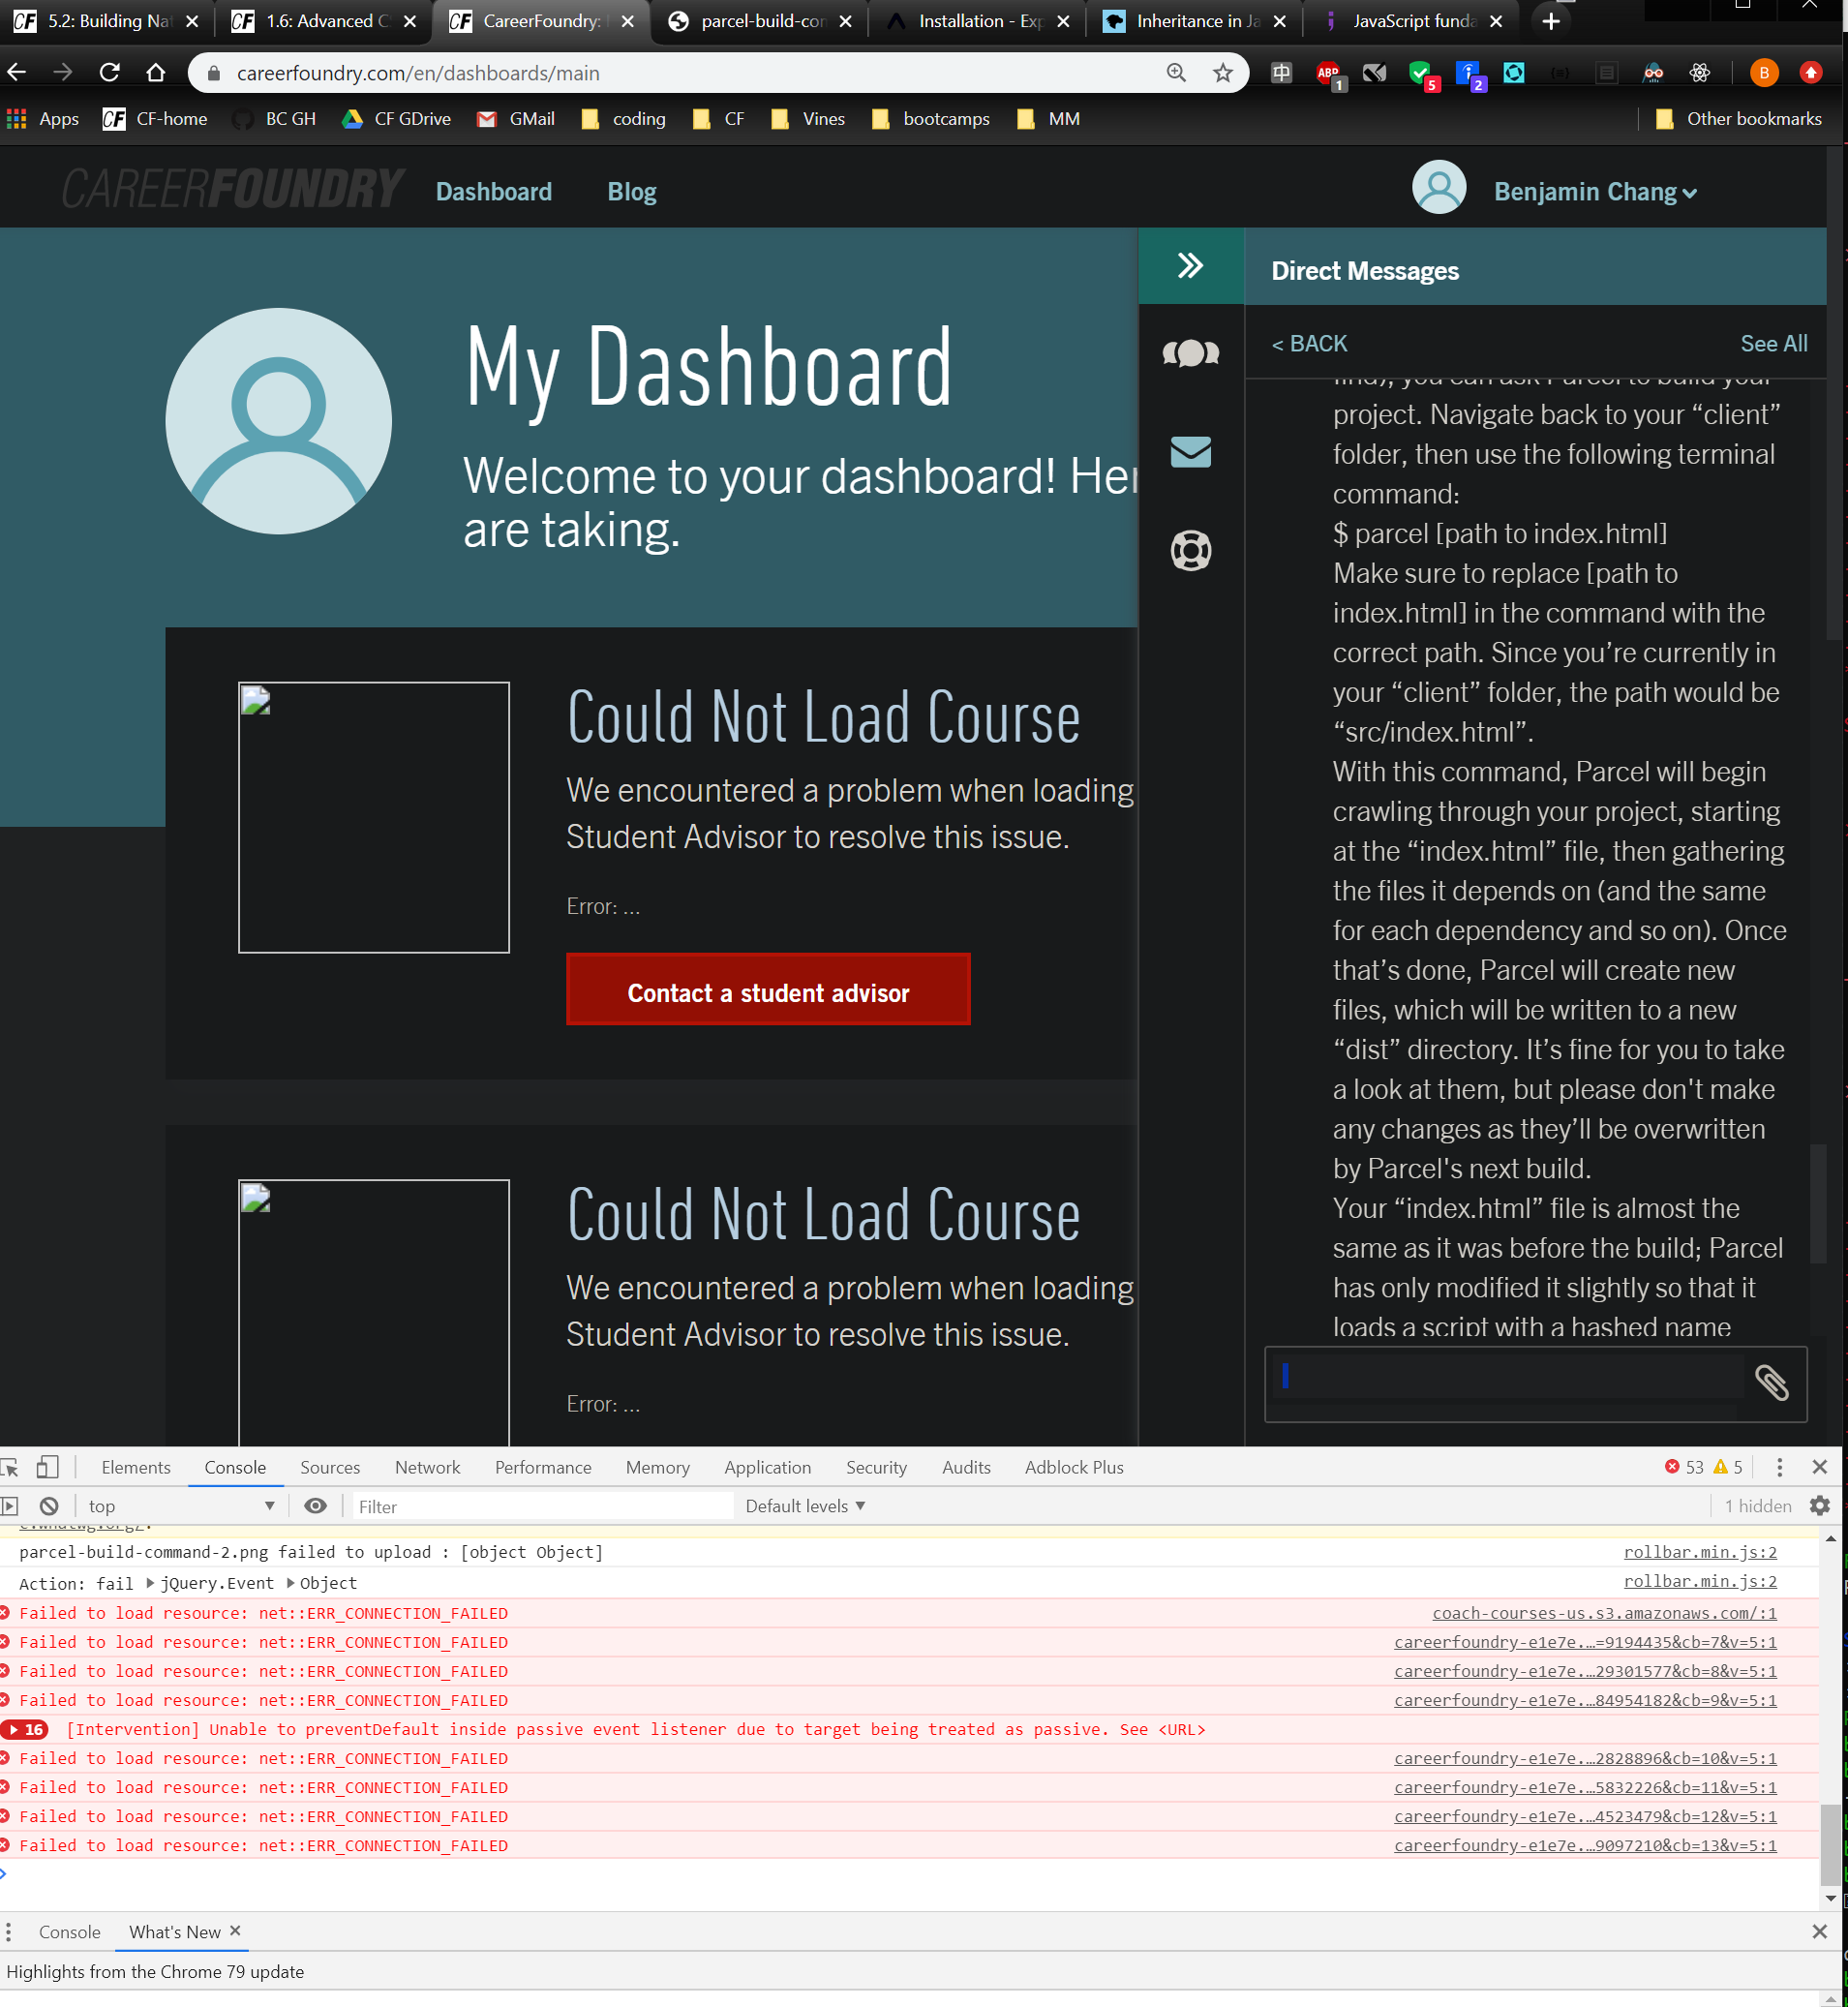 5.2: Building Nat
1.6: Advanced C
CareerFoundry:
parcel-build-com
Installation - Exp
Inheritance in Ja
JavaScript funda
careerfoundry.com/en/dashboards/main
ABP
1
5
2
B
Apps
CF-home
BC GH
CF GDrive
GMail
coding
CF
Vines
bootcamps
MM
Other bookmarks
CAREERFOUNDRY
Dashboard
Blog
Benjamin Chang
My Dashboard
Welcome to your dashboard! Her
are taking.
Could Not Load Course
We encountered a problem when loading
Student Advisor to resolve this issue.
Error: ...
Contact a student advisor
Could Not Load Course
We encountered a problem when loading
Student Advisor to resolve this issue.
Error: ...
Direct Messages
< BACK
See All
find), you can ask Parcel to build your
project. Navigate back to your “client”
folder, then use the following terminal
command:
$ parcel [path to index.html]
Make sure to replace [path to
index.html] in the command with the
correct path. Since you’re currently in
your “client” folder, the path would be
“src/index.html”.
With this command, Parcel will begin
crawling through your project, starting
at the “index.html” file, then gathering
the files it depends on (and the same
for each dependency and so on). Once
that’s done, Parcel will create new
files, which will be written to a new
“dist” directory. It’s fine for you to take
a look at them, but please don't make
any changes as they’ll be overwritten
by Parcel's next build.
Your “index.html” file is almost the
same as it was before the build; Parcel
has only modified it slightly so that it
loads a script with a hashed name
Elements
Console
Sources
Network
Performance
Memory
Application
Security
Audits
Adblock Plus
53
5
top
Filter
Default levels
1 hidden
c.whatwg.org/.
parcel-build-command-2.png failed to upload : [object Object] rollbar.min.js:2
Action: fail jQuery.Event Object rollbar.min.js:2
Failed to load resource: net::ERR_CONNECTION_FAILED coach-courses-us.s3.amazonaws.com/:1
Failed to load resource: net::ERR_CONNECTION_FAILED careerfoundry-e1e7e.…=9194435&cb=7&v=5:1
Failed to load resource: net::ERR_CONNECTION_FAILED careerfoundry-e1e7e.…29301577&cb=8&v=5:1
Failed to load resource: net::ERR_CONNECTION_FAILED careerfoundry-e1e7e.…84954182&cb=9&v=5:1
16 [Intervention] Unable to preventDefault inside passive event listener due to target being treated as passive. See <URL>
Failed to load resource: net::ERR_CONNECTION_FAILED careerfoundry-e1e7e.…2828896&cb=10&v=5:1
Failed to load resource: net::ERR_CONNECTION_FAILED careerfoundry-e1e7e.…5832226&cb=11&v=5:1
Failed to load resource: net::ERR_CONNECTION_FAILED careerfoundry-e1e7e.…4523479&cb=12&v=5:1
Failed to load resource: net::ERR_CONNECTION_FAILED careerfoundry-e1e7e.…9097210&cb=13&v=5:1
Console
What's New
Highlights from the Chrome 79 update